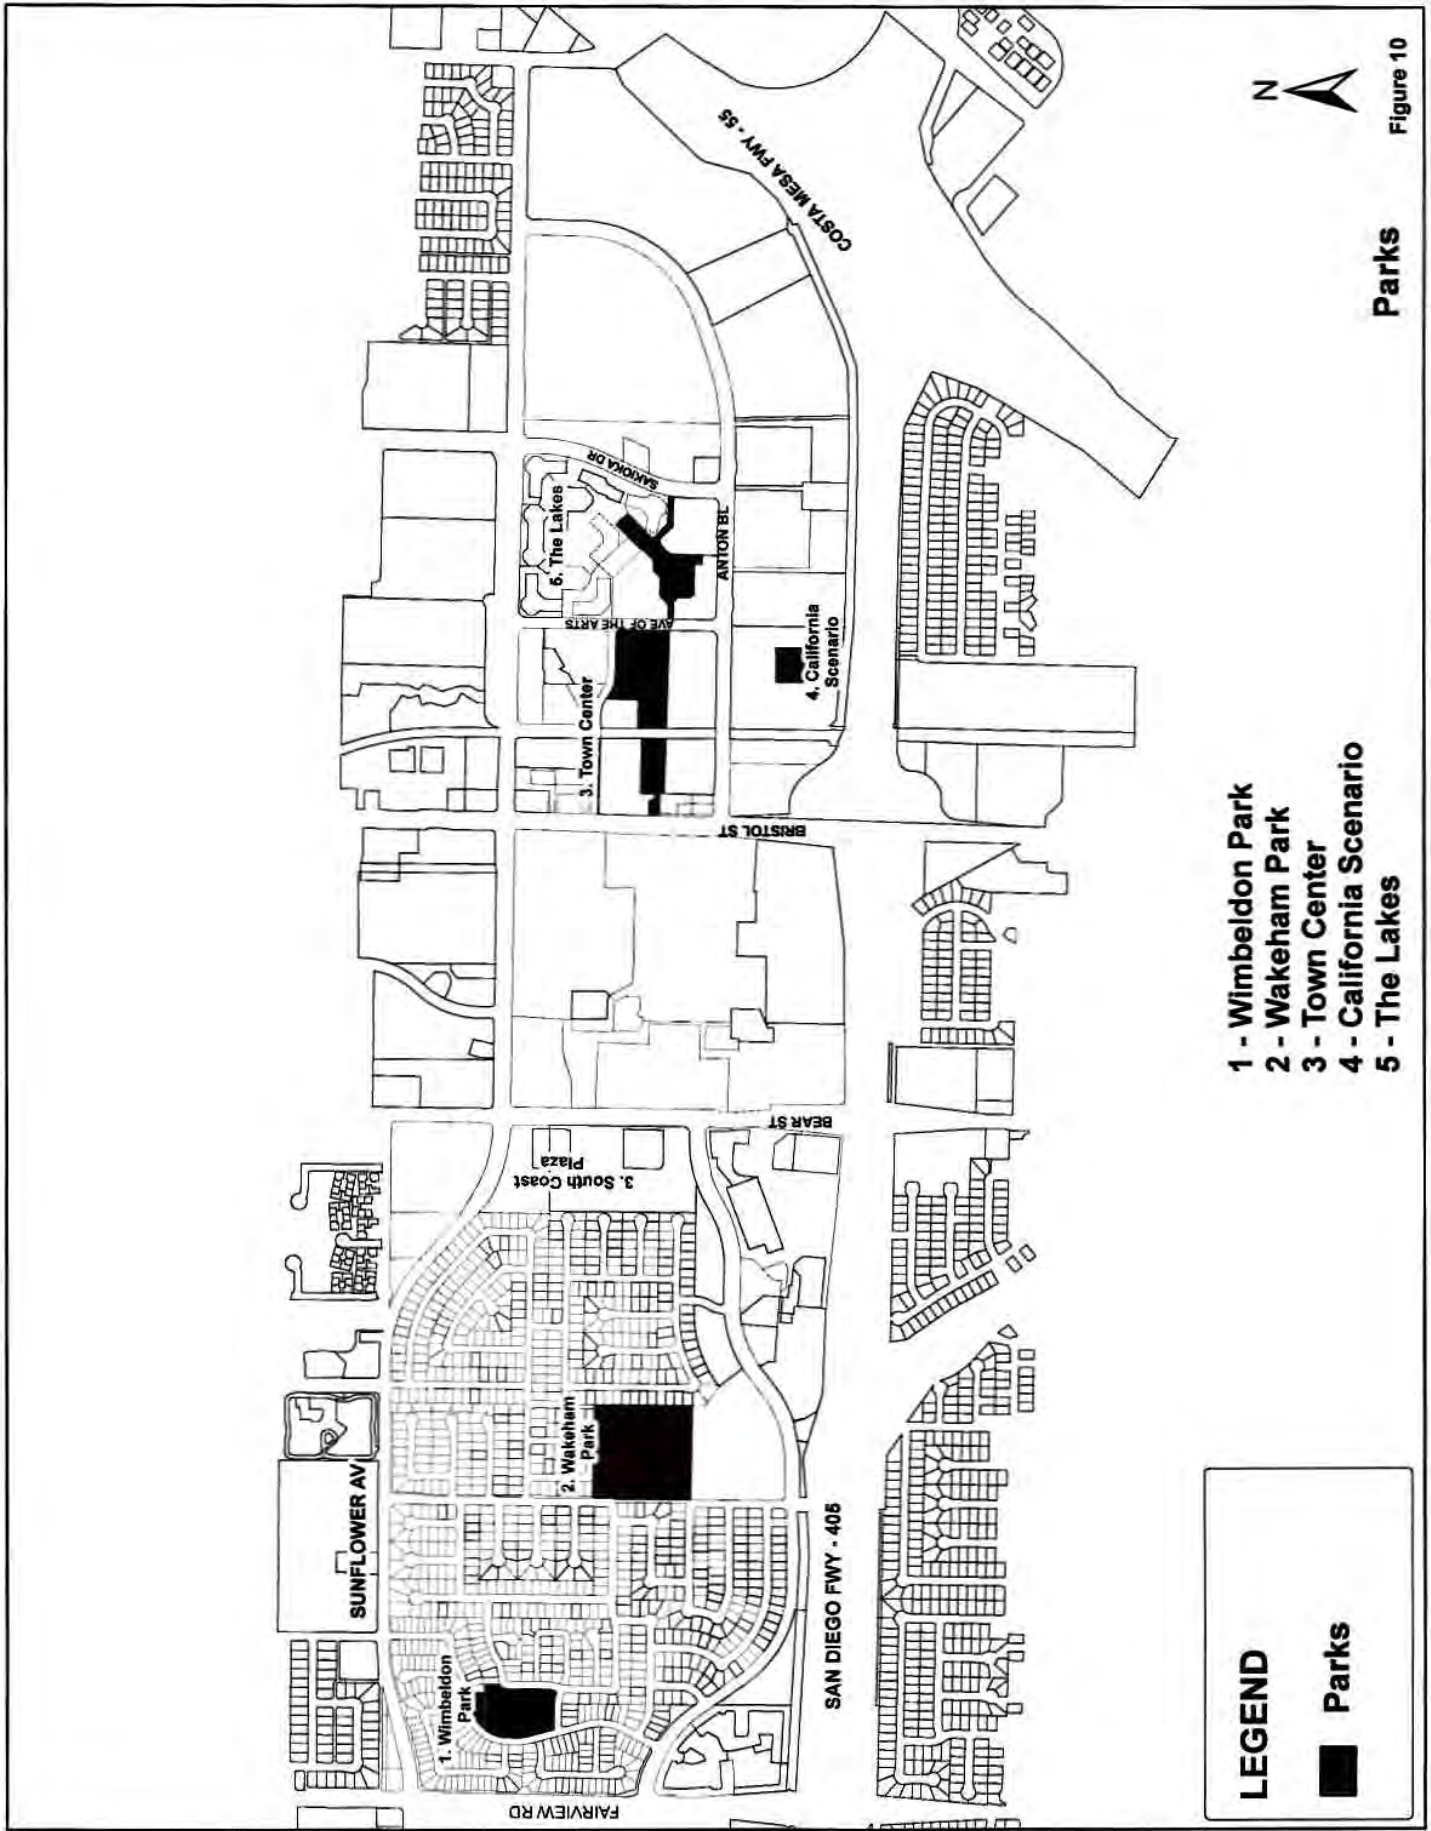 SUNFLOWER AV
1. Wimbeldon
Park
2. Wakeham
Park
3. South Coast
Plaza
3. Town Center
5. The Lakes
4. California
Scenario
FAIRVIEW RD
BEAR ST
BRISTOL ST
AVE OF THE ARTS
SAKIOKA DR
ANTON BL
COSTA MESA FWY - 55
SAN DIEGO FWY - 405
LEGEND
Parks
1 - Wimbeldon Park
2 - Wakeham Park
3 - Town Center
4 - California Scenario
5 - The Lakes
N
Parks
Figure 10